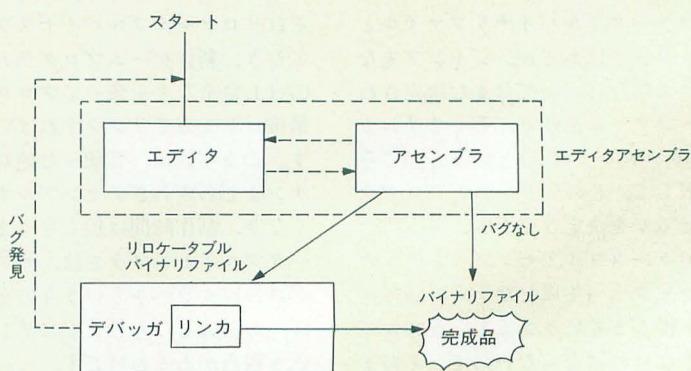 スタート
エディタ
アセンブラ
エディタアセンブラ
バグ発見
リロケータブル
バイナリファイル
バグなし
バイナリファイル
デバッガ
リンカ
完成品